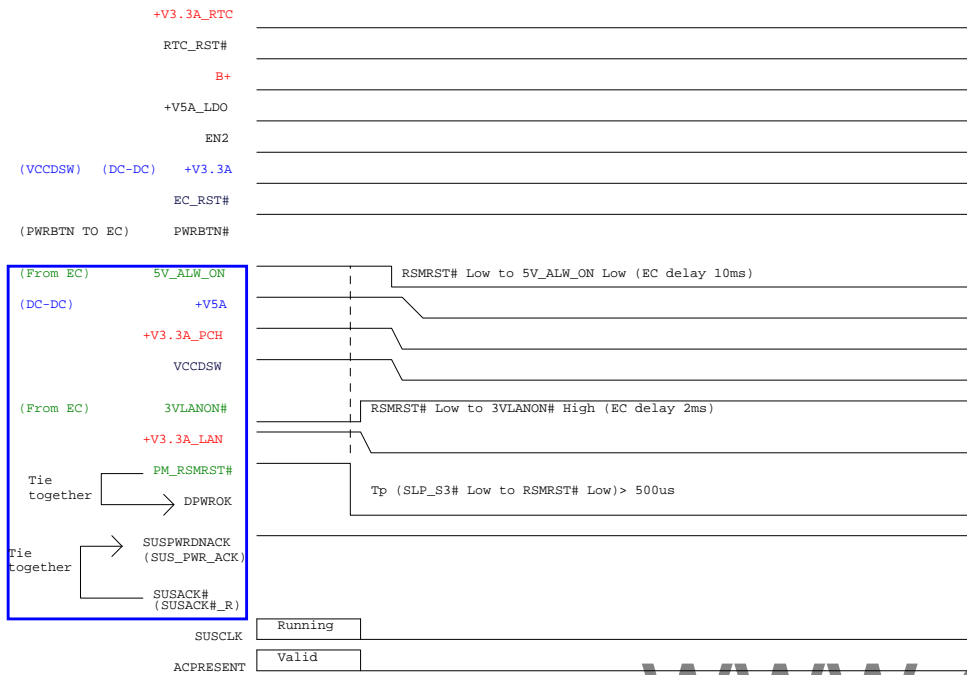 +V3.3A_RTC
RTC_RST#
B+
+V5A_LDO
EN2
(VCCDSW) (DC-DC) +V3.3A
EC_RST#
(PWRBTN TO EC) PWRBTN#
(From EC) 5V_ALW_ON RSMRST# Low to 5V_ALW_ON Low (EC delay 10ms)
(DC-DC) +V5A
+V3.3A_PCH
VCCDSW
(From EC) 3VLANON# RSMRST# Low to 3VLANON# High (EC delay 2ms)
+V3.3A_LAN
PM_RSMRST#
Tie
together
DPWROK
Tp (SLP_S3# Low to RSMRST# Low)> 500us
SUSPWRDNACK
(SUS_PWR_ACK)
Tie
together
SUSACK#
(SUSACK#_R)
SUSCLK Running
ACPRESENT Valid